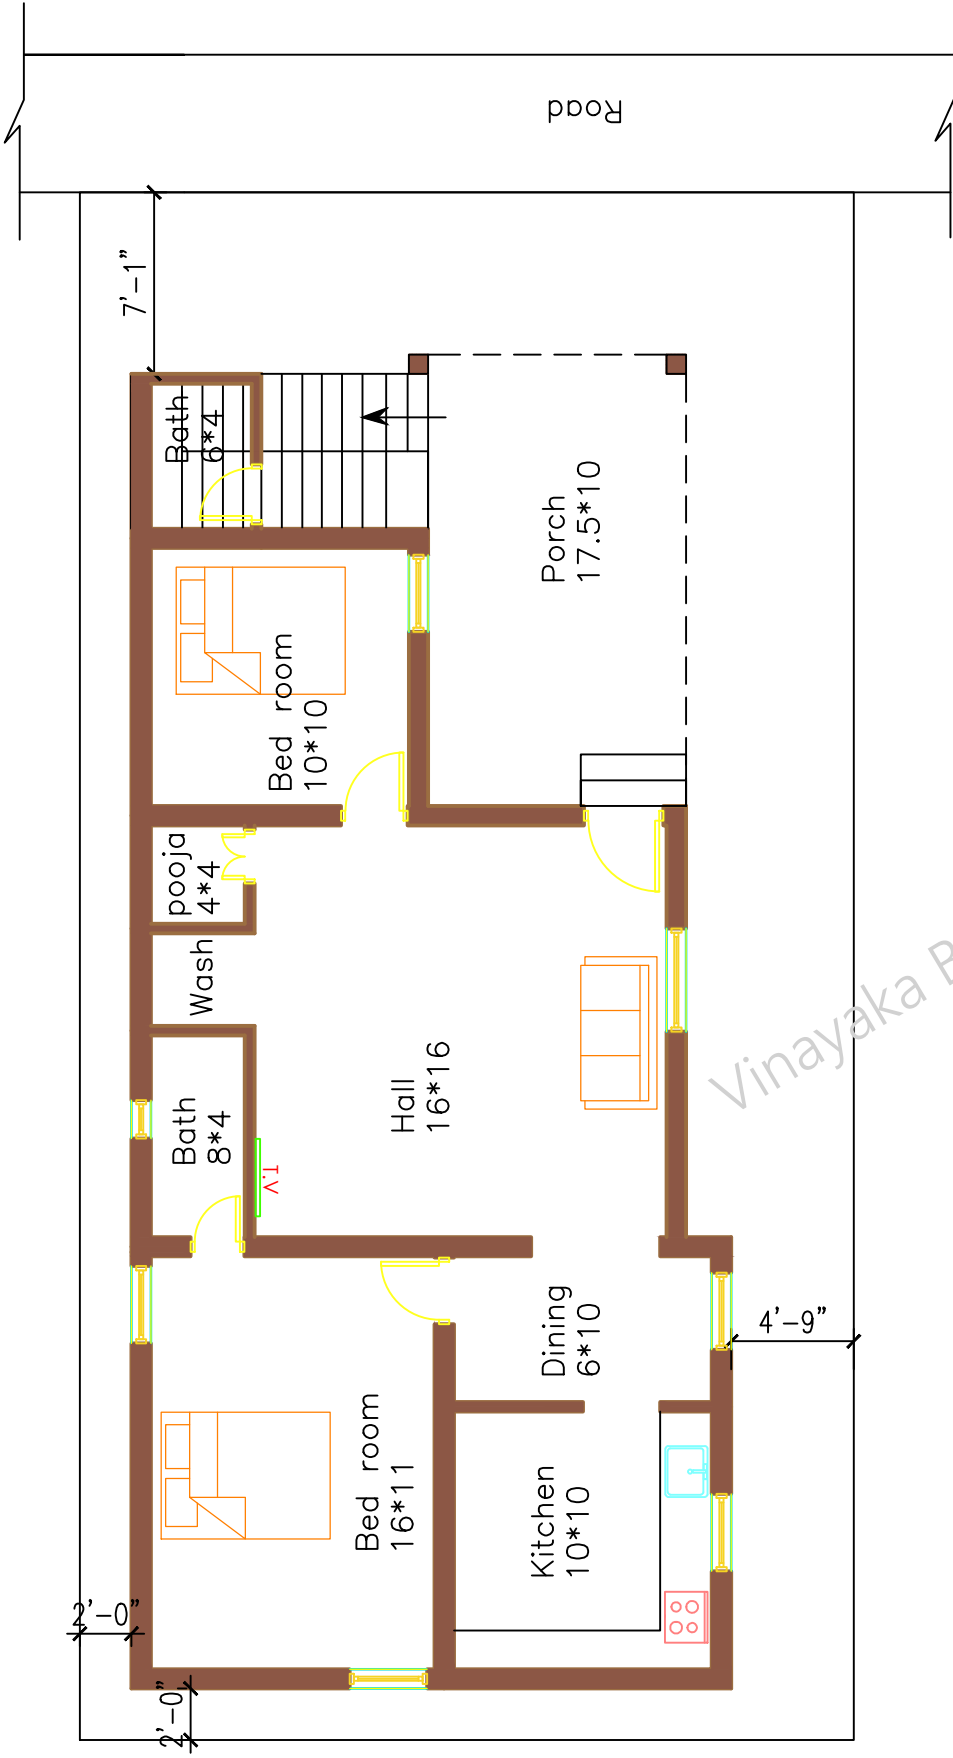 Road
7'-1"
Bath
6*4
Porch
17.5*10
Bed room
10*10
pooja
4*4
Wash
Hall
16*16
Bath
8*4
T.V
Dining
6*10
4'-9"
Bed room
16*11
Kitchen
10*10
2'-0"
2'-0"
Vinayaka B